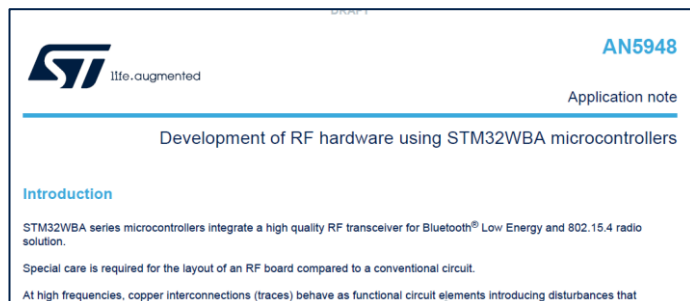 DRAFT
AN5948
life.augmented
Application note
Development of RF hardware using STM32WBA microcontrollers
Introduction
STM32WBA series microcontrollers integrate a high quality RF transceiver for Bluetooth® Low Energy and 802.15.4 radio
solution.
Special care is required for the layout of an RF board compared to a conventional circuit.
At high frequencies, copper interconnections (traces) behave as functional circuit elements introducing disturbances that